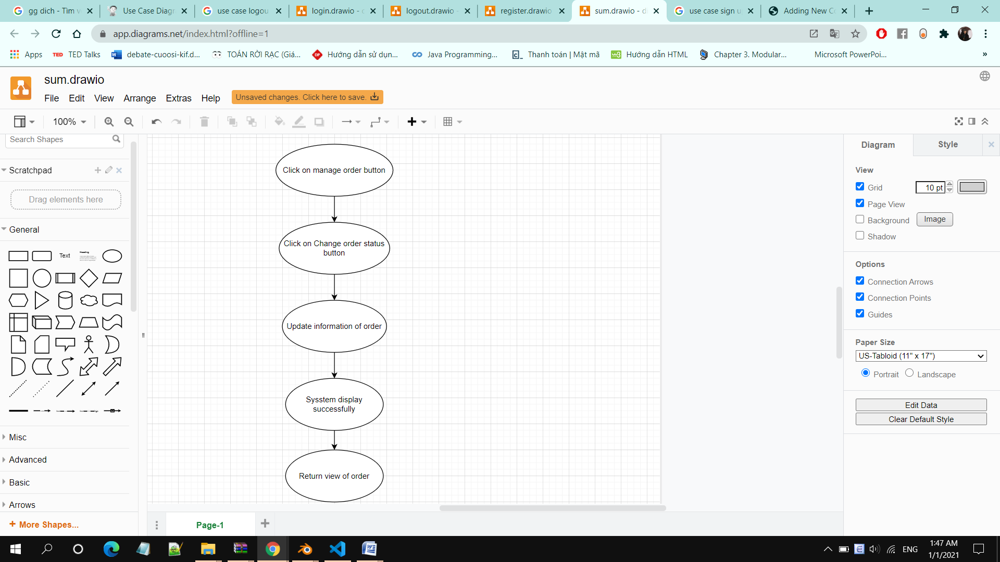 gg dich - Tìm v
Use Case Diagr
use case logou
login.drawio - d
logout.drawio -
register.drawio
sum.drawio - d
use case sign u
Adding New Co
app.diagrams.net/index.html?offline=1
Apps
TED
TED Talks
debate-cuoosi-kif.d...
TOÁN RỜI RẠC (Giá...
Hướng dẫn sử dụn...
Java Programming...
Thanh toán | Mật mã
Hướng dẫn HTML
Chapter 3. Modular...
Microsoft PowerPoi...
»
sum.drawio
File
Edit
View
Arrange
Extras
Help
Unsaved changes. Click here to save.
100%
Search Shapes
Scratchpad
Drag elements here
General
Text
Heading
Misc
Advanced
Basic
Arrows
+ More Shapes...
Click on manage order button
Click on Change order status
button
Update information of order
Sysstem display
successfully
Return view of order
Page-1
Diagram
Style
View
Grid
10 pt
Page View
Background
Image
Shadow
Options
Connection Arrows
Connection Points
Guides
Paper Size
US-Tabloid (11" x 17")
Portrait
Landscape
Edit Data
Clear Default Style
ENG
1:47 AM
1/1/2021